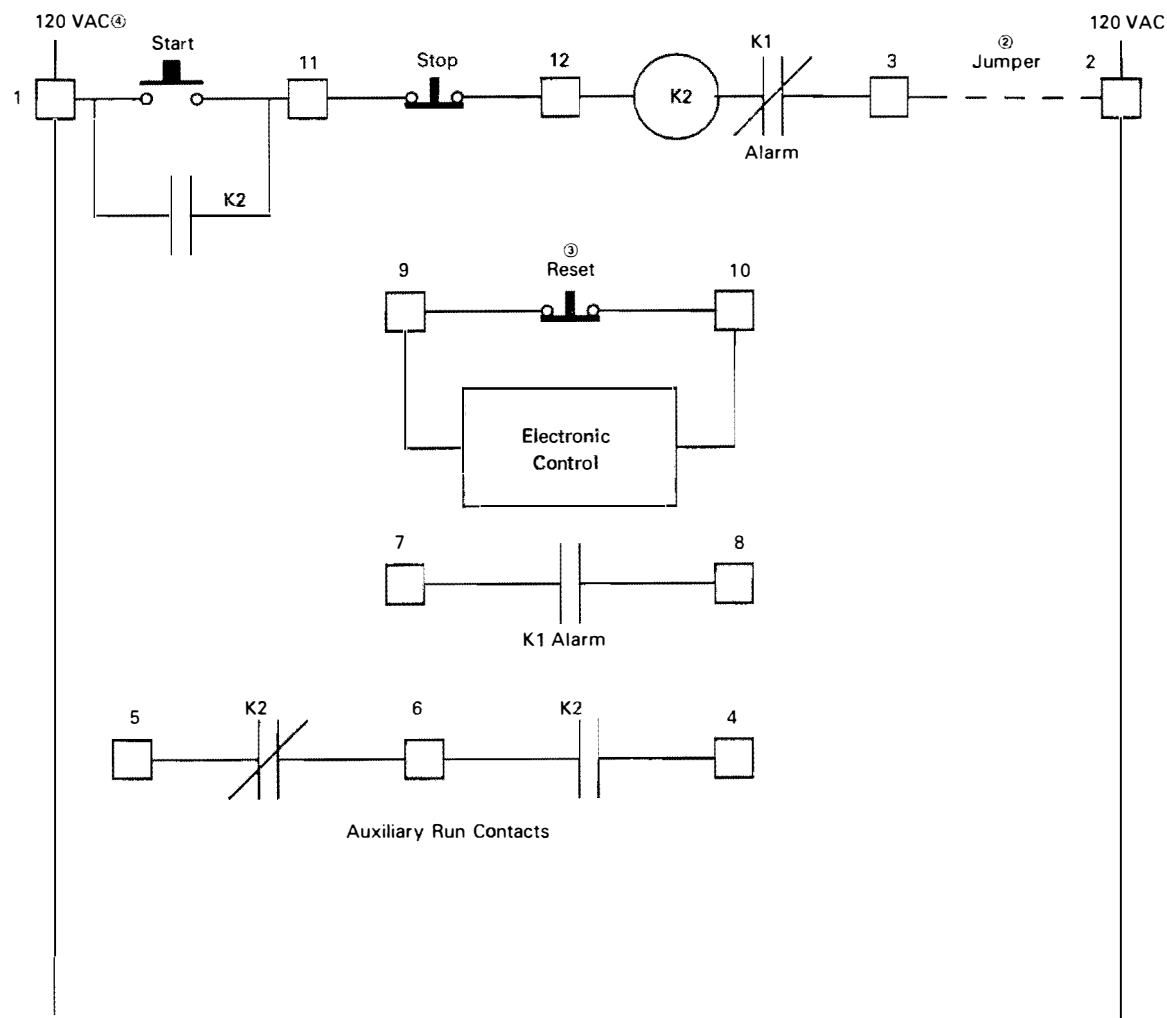 120 VAC④
120 VAC
Start
K1
②
11
Stop
12
3
Jumper
2
1
K2
Alarm
K2
③
9
Reset
10
Electronic
Control
7
8
K1 Alarm
5
K2
6
K2
4
Auxiliary Run Contacts